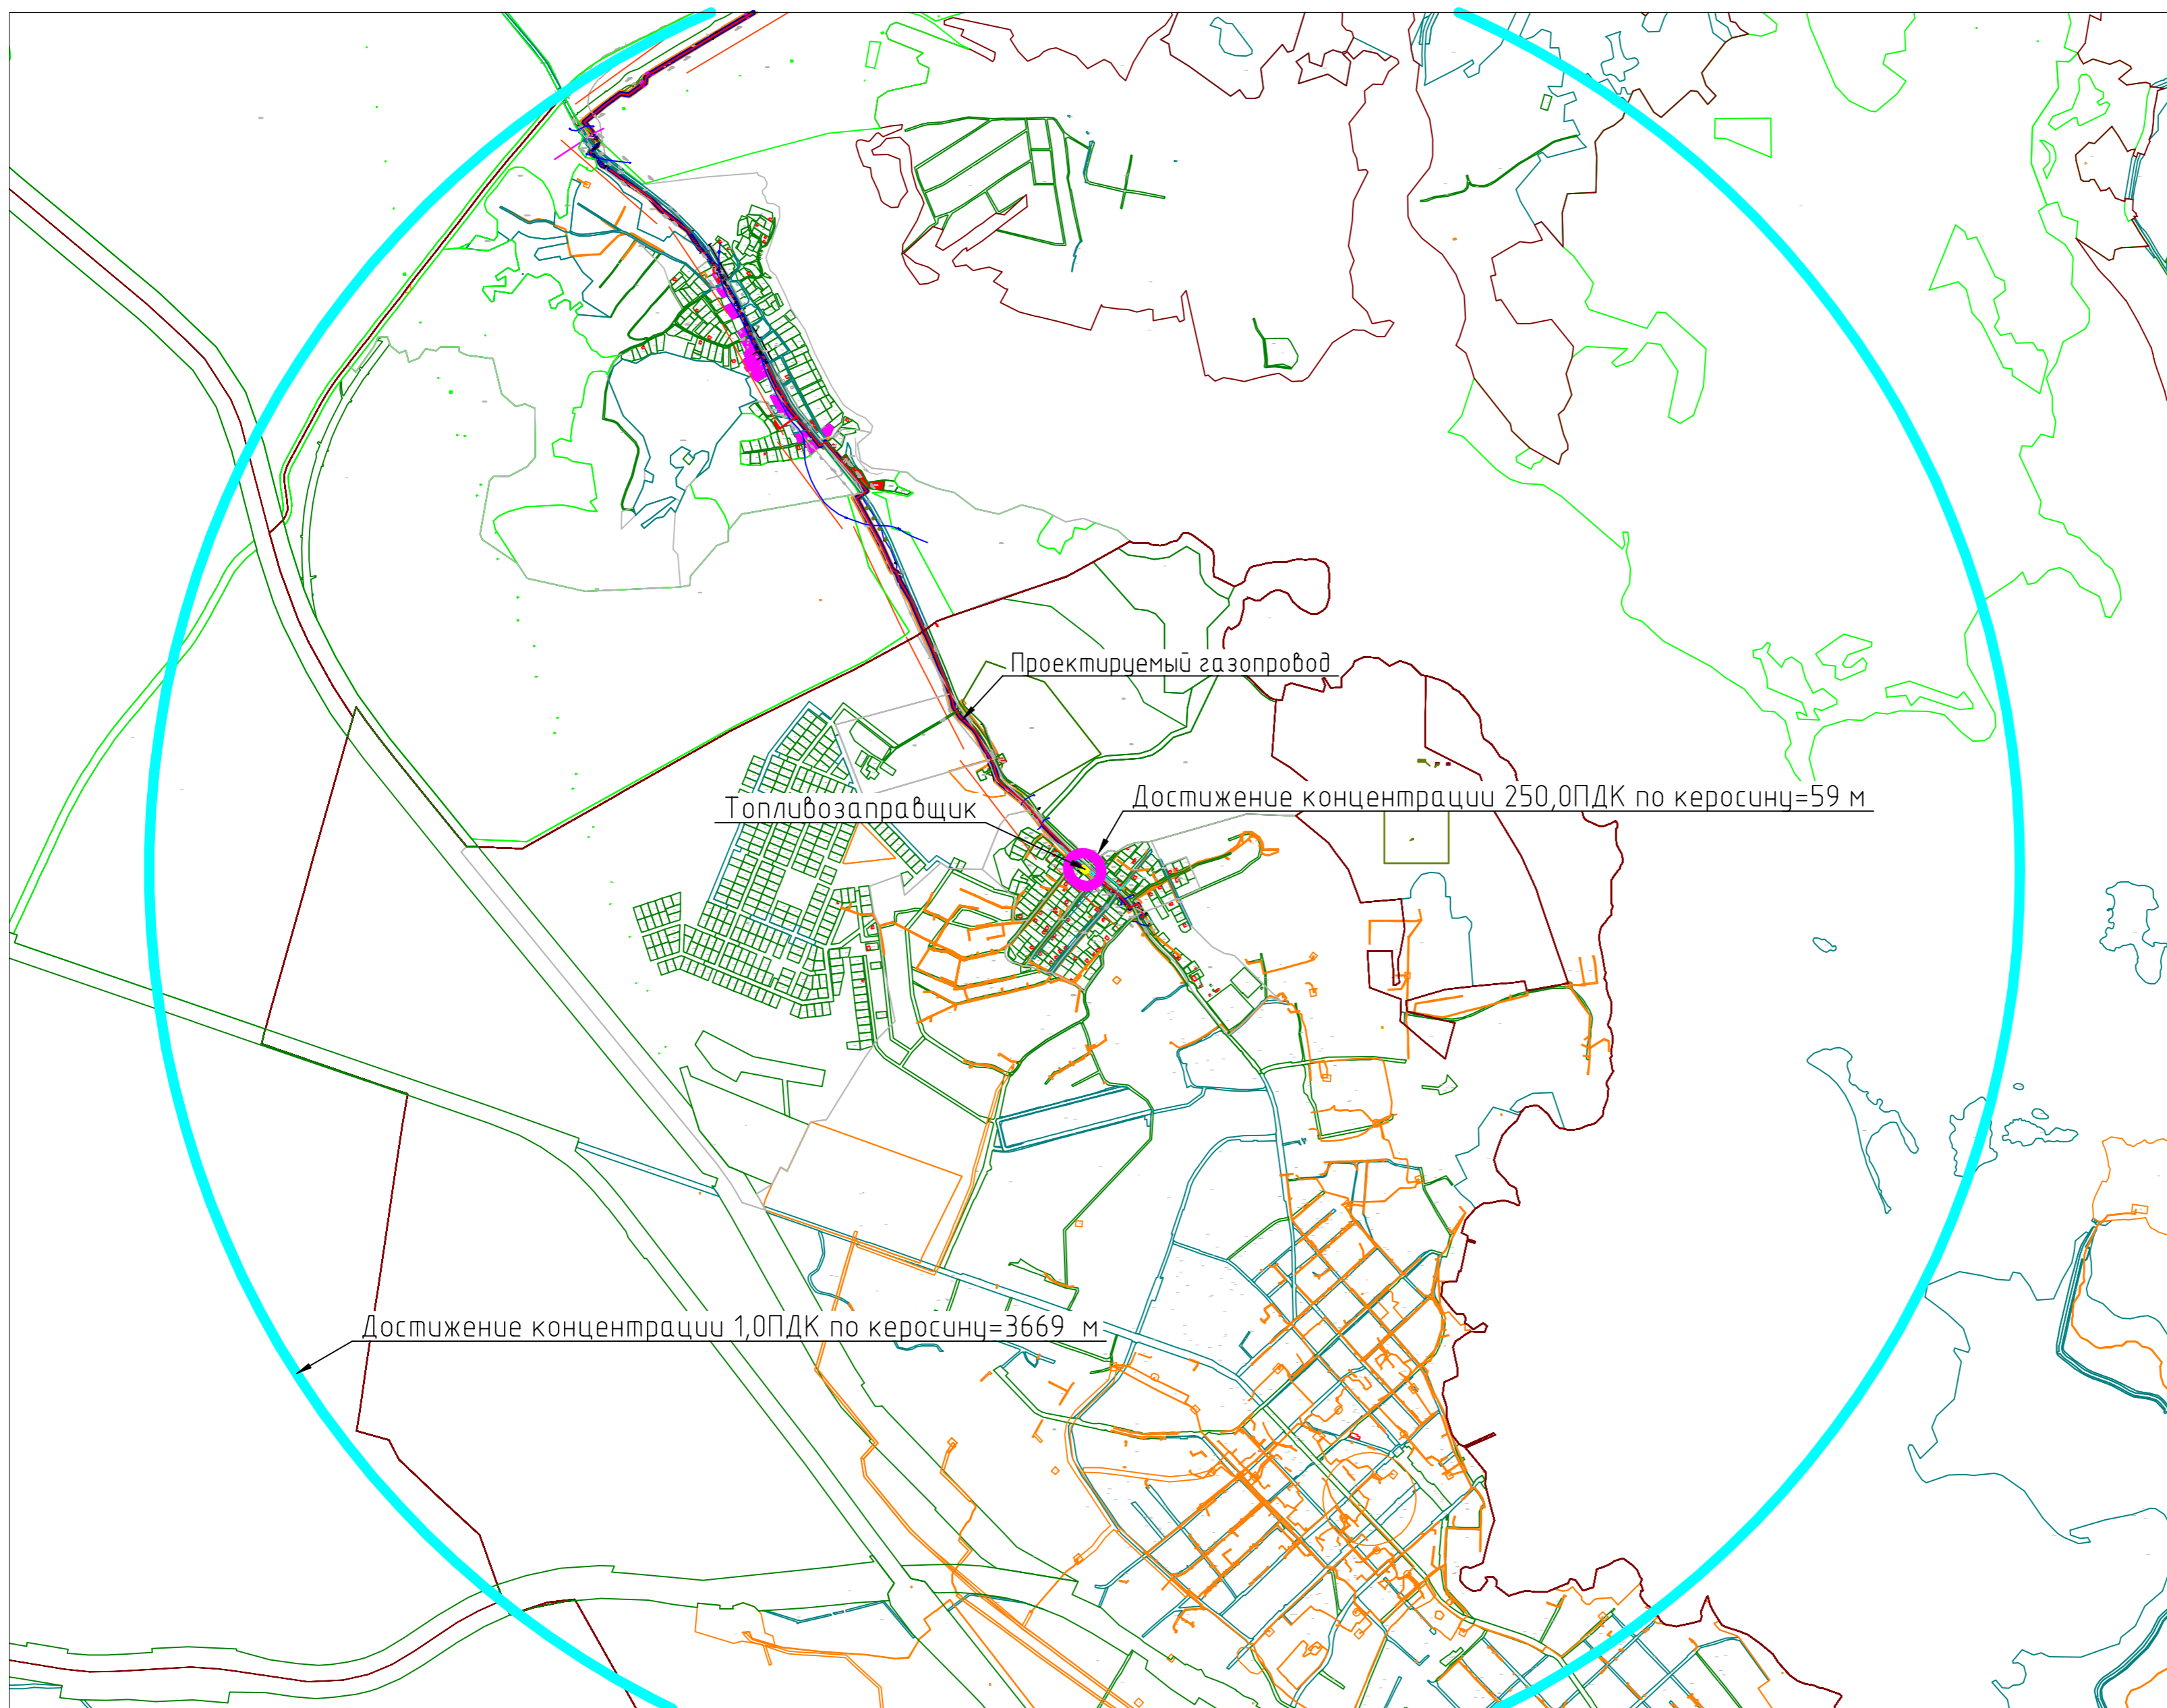 Проектируемый газопровод
Достижение концентрации 250,0ПДК по керосину=59 м
Топливозаправщик
Достижение концентрации 1,0ПДК по керосину=3669 м